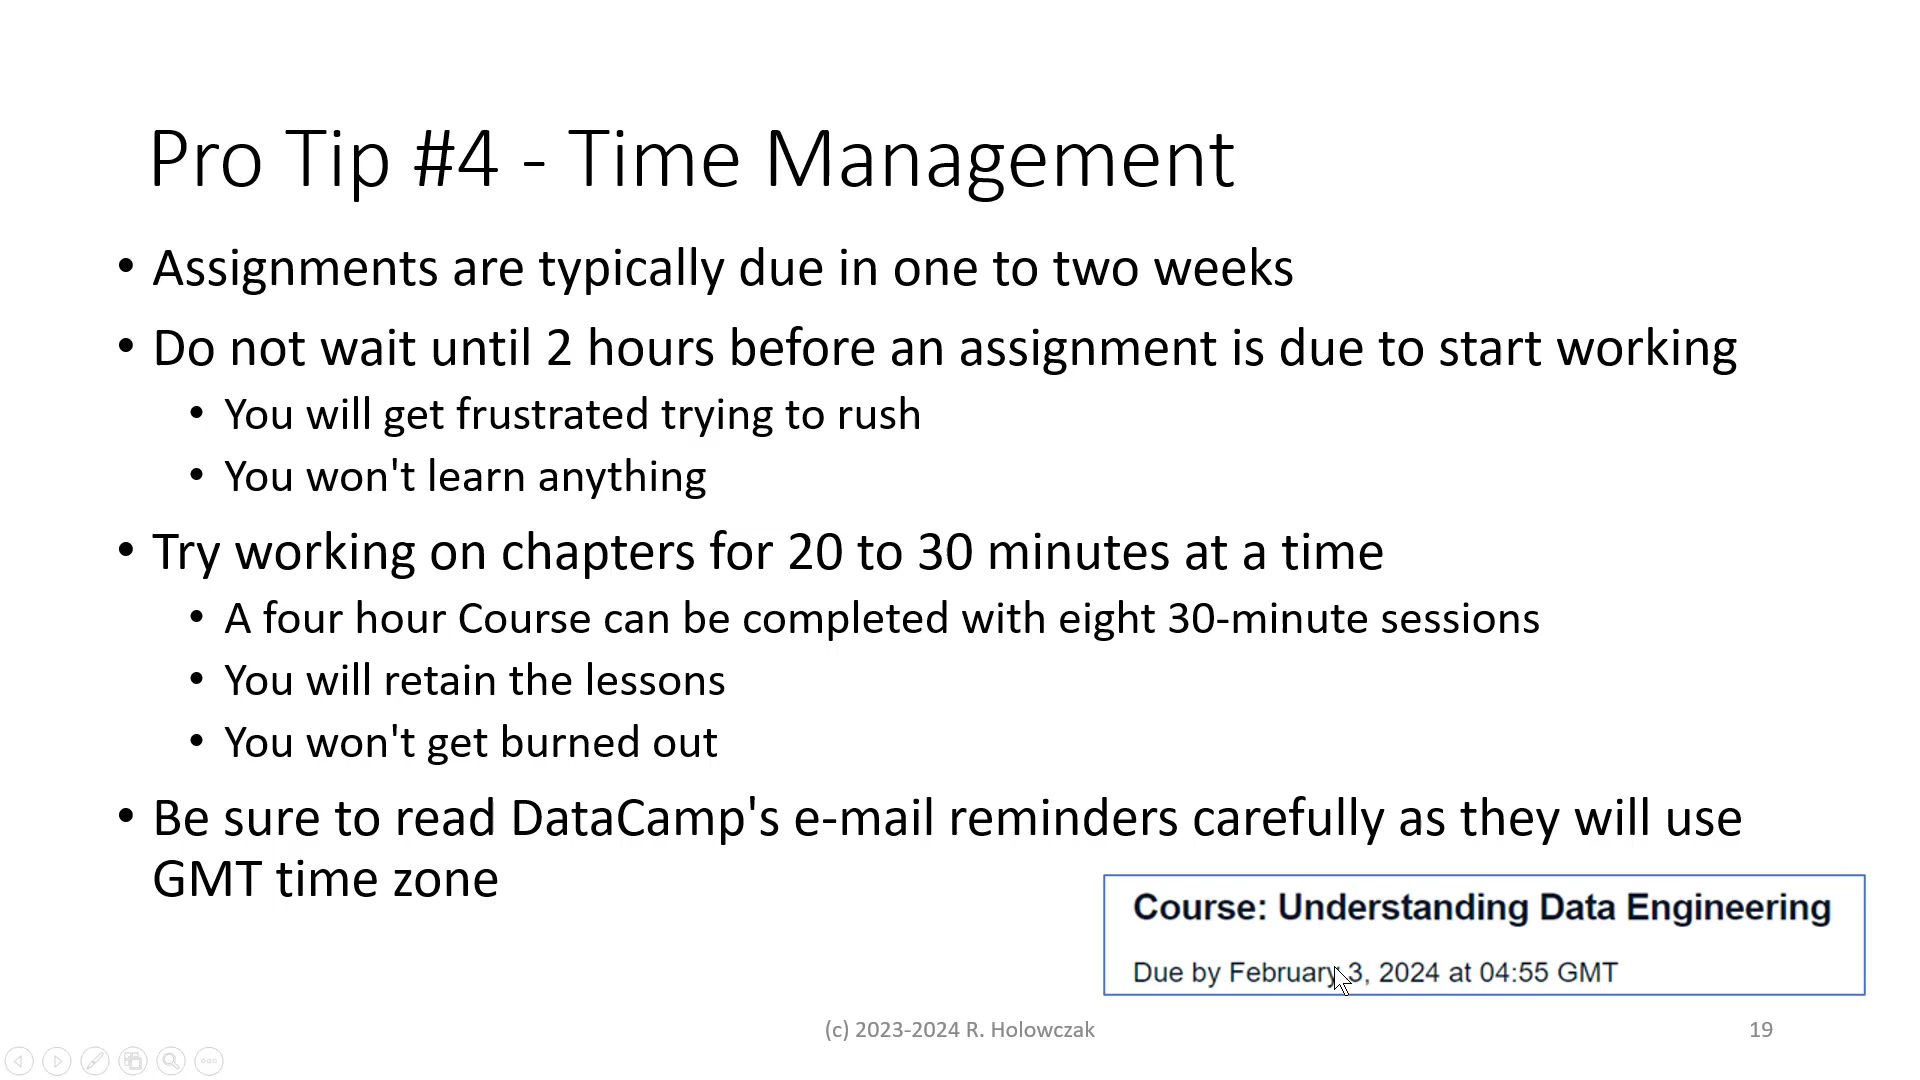 Pro Tip #4 - Time Management
• Assignments are typically due in one to two weeks
• Do not wait until 2 hours before an assignment is due to start working
• You will get frustrated trying to rush
• You won't learn anything
• Try working on chapters for 20 to 30 minutes at a time
• A four hour Course can be completed with eight 30-minute sessions
• You will retain the lessons
• You won't get burned out
• Be sure to read DataCamp's e-mail reminders carefully as they will use
GMT time zone
Course: Understanding Data Engineering
Due by February 3, 2024 at 04:55 GMT
(c) 2023-2024 R. Holowczak
19